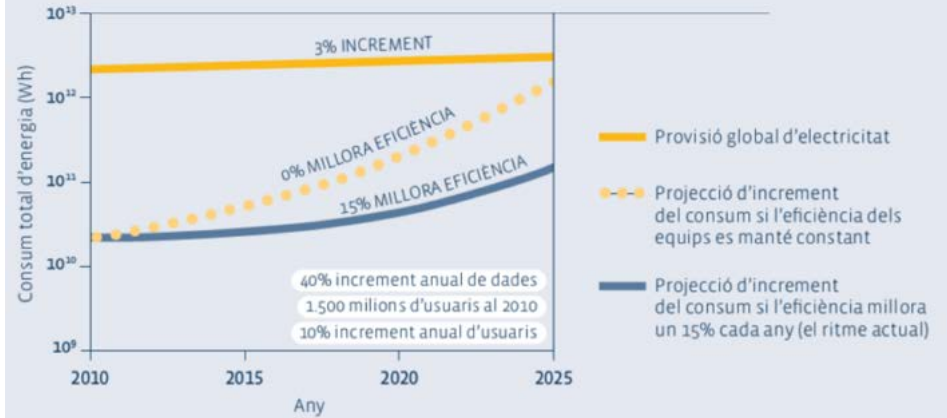 10¹³
10¹²
10¹¹
10¹⁰
10⁹
Consum total d'energia (Wh)
3% INCREMENT
0% MILLORA EFICIÈNCIA
15% MILLORA EFICIÈNCIA
40% increment anual de dades
1.500 milions d'usuaris al 2010
10% increment anual d'usuaris
2010
2015
2020
2025
Any
Provisió global d'electricitat
Projecció d'increment
del consum si l'eficiència dels
equips es manté constant
Projecció d'increment
del consum si l'eficiència millora
un 15% cada any (el ritme actual)